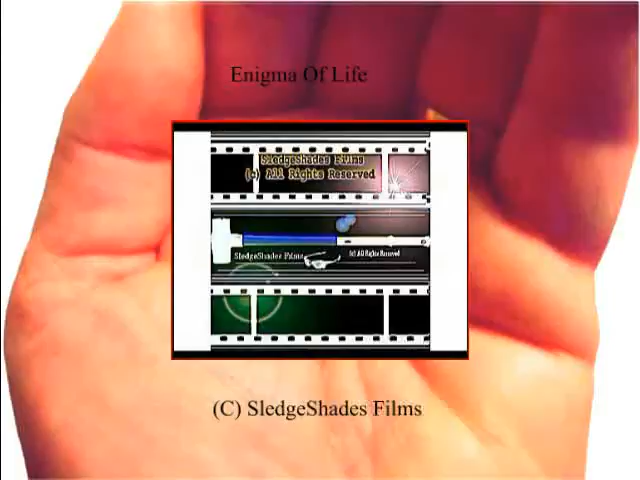 Enigma Of Life
SledgeShades Films
(c) All Rights Reserved
SledgeShades Films
(c) All Rights Reserved
(C) SledgeShades Films